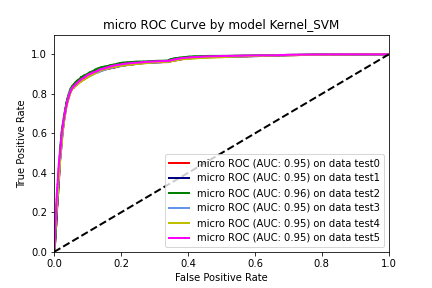 micro ROC Curve by model Kernel_SVM
True Positive Rate
1.0
0.8
0.6
0.4
0.2
0.0
micro ROC (AUC: 0.95) on data test0
micro ROC (AUC: 0.95) on data test1
micro ROC (AUC: 0.96) on data test2
micro ROC (AUC: 0.95) on data test3
micro ROC (AUC: 0.95) on data test4
micro ROC (AUC: 0.95) on data test5
0.0 0.2 0.4 0.6 0.8 1.0
False Positive Rate